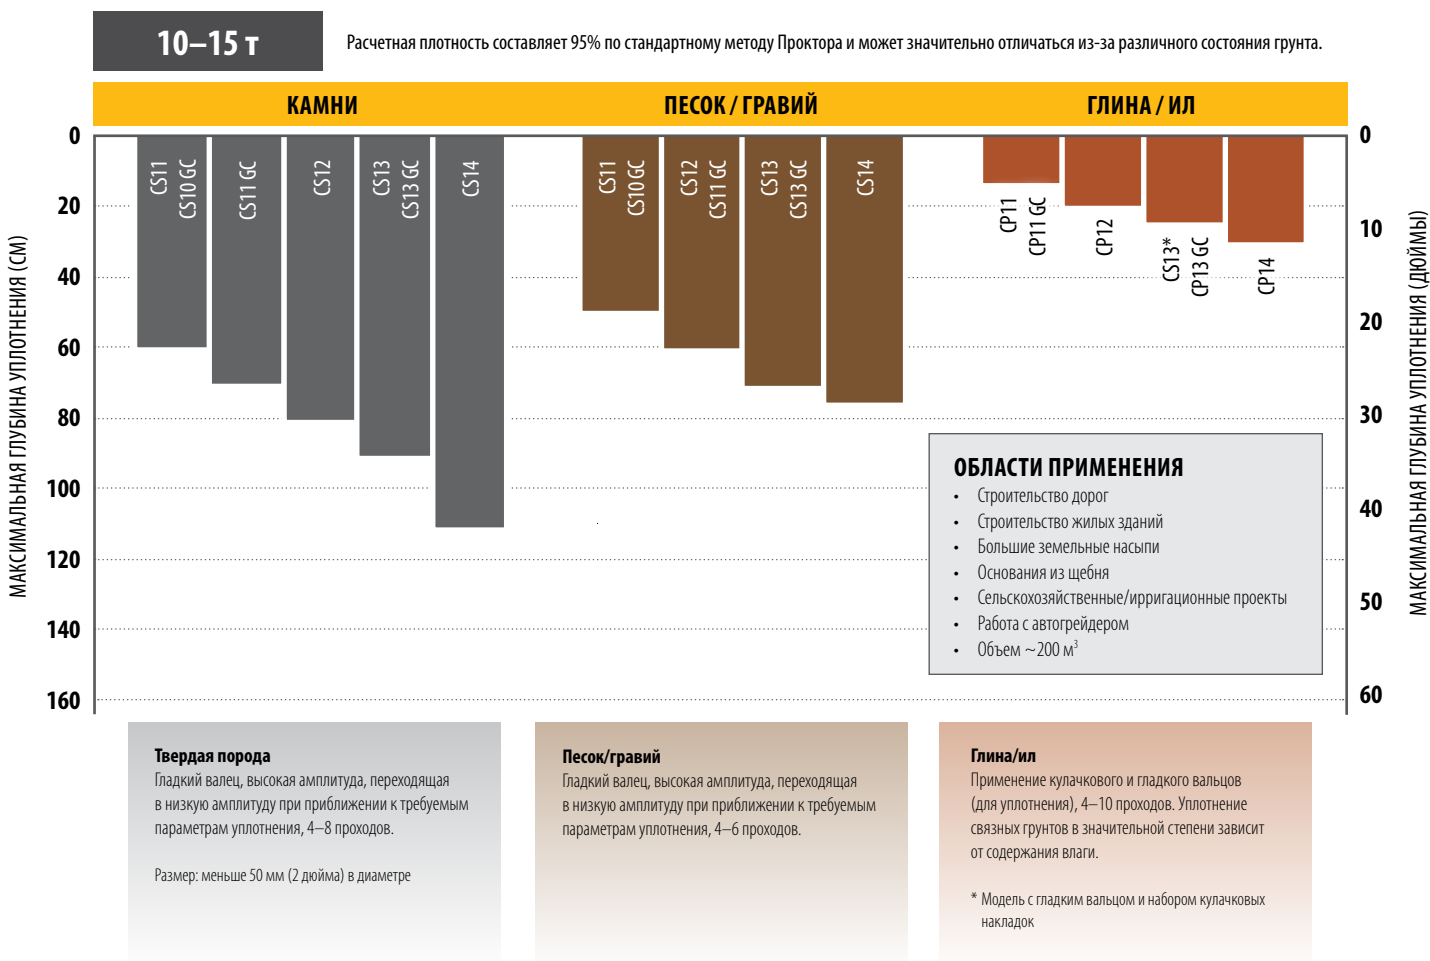 10–15 т
Расчетная плотность составляет 95% по стандартному методу Проктора и может значительно отличаться из-за различного состояния грунта.
КАМНИ
ПЕСОК / ГРАВИЙ
ГЛИНА / ИЛ
МАКСИМАЛЬНАЯ ГЛУБИНА УПЛОТНЕНИЯ (СМ)
0
20
40
60
80
100
120
140
160
CS11
CS10 GC
CS11 GC
CS12
CS13
CS13 GC
CS14
CS11
CS10 GC
CS12
CS11 GC
CS13
CS13 GC
CS14
CP11
CP11 GC
CP12
CS13*
CP13 GC
CP14
0
10
20
30
40
50
60
МАКСИМАЛЬНАЯ ГЛУБИНА УПЛОТНЕНИЯ (ДЮЙМЫ)
ОБЛАСТИ ПРИМЕНЕНИЯ
• Строительство дорог
• Строительство жилых зданий
• Большие земельные насыпи
• Основания из щебня
• Сельскохозяйственные/ирригационные проекты
• Работа с автогрейдером
• Объем ~200 м³
Твердая порода
Гладкий валец, высокая амплитуда, переходящая
в низкую амплитуду при приближении к требуемым
параметрам уплотнения, 4–8 проходов.
Размер: меньше 50 мм (2 дюйма) в диаметре
Песок/гравий
Гладкий валец, высокая амплитуда, переходящая
в низкую амплитуду при приближении к требуемым
параметрам уплотнения, 4–6 проходов.
Глина/ил
Применение кулачкового и гладкого вальцов
(для уплотнения), 4–10 проходов. Уплотнение
связных грунтов в значительной степени зависит
от содержания влаги.
* Модель с гладким вальцом и набором кулачковых
накладок